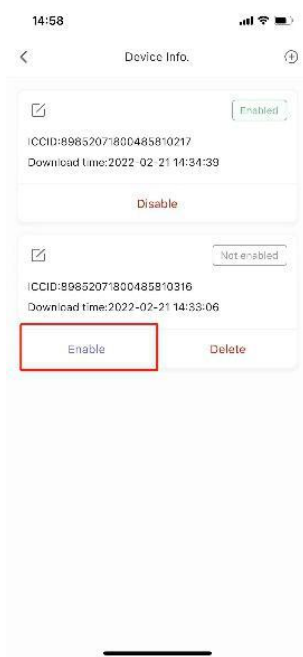 14:58
Device Info.
Enabled
ICCID:89852071800485810217
Download time:2022-02-21 14:34:39
Disable
Not enabled
ICCID:89852071800485810316
Download time:2022-02-21 14:33:06
Enable
Delete